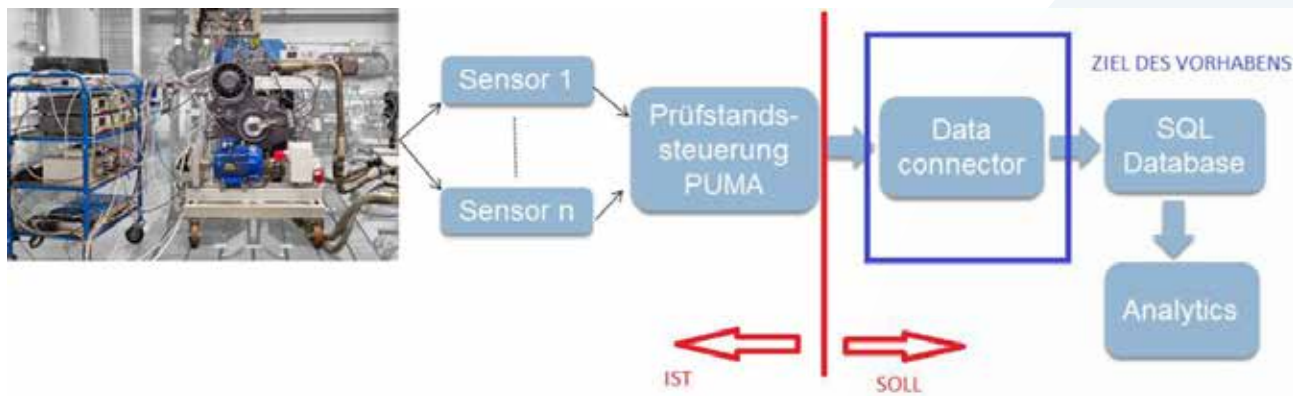 Sensor 1
Sensor n
Prüfstands-
steuerung
PUMA
Data
connector
ZIEL DES VORHABENS
SQL
Database
Analytics
IST
SOLL